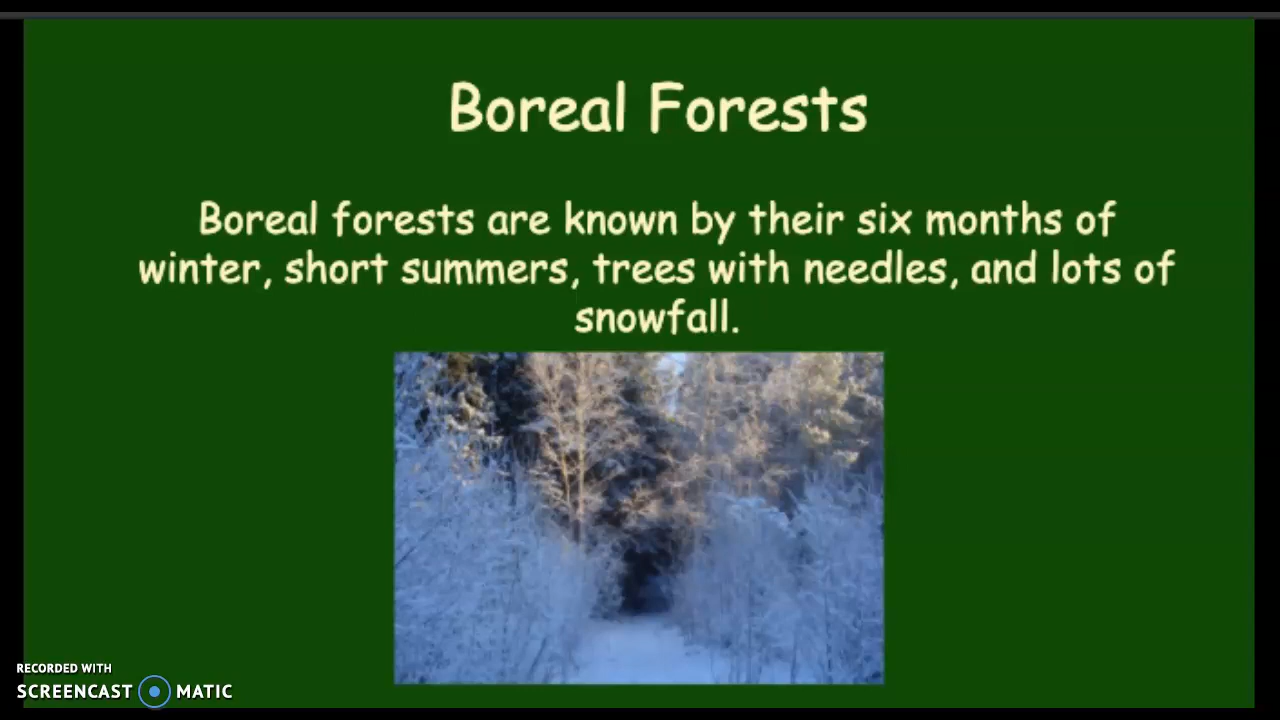 Boreal Forests
Boreal forests are known by their six months of
winter, short summers, trees with needles, and lots of
snowfall.
RECORDED WITH
SCREENCAST MATIC